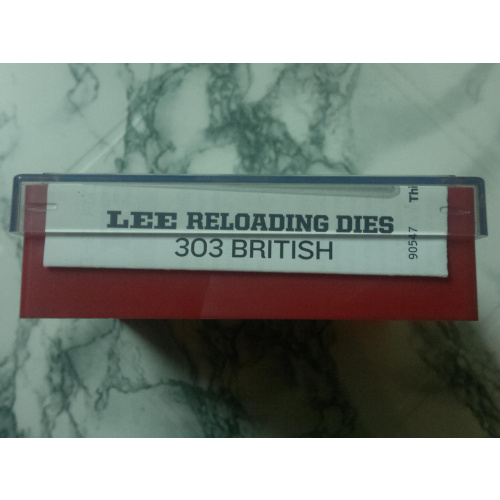 LEE RELOADING DIES
303 BRITISH
90547